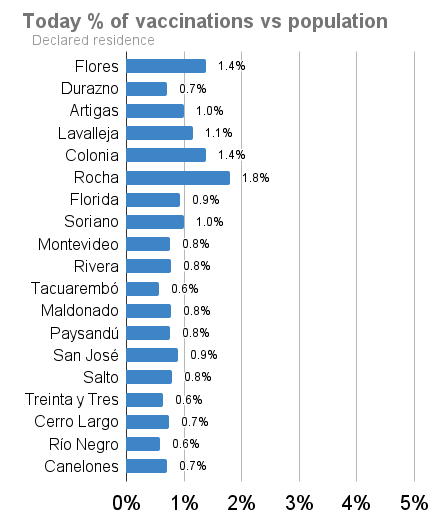 Today % of vaccinations vs population
Declared residence
Flores 1.4%
Durazno 0.7%
Artigas 1.0%
Lavalleja 1.1%
Colonia 1.4%
Rocha 1.8%
Florida 0.9%
Soriano 1.0%
Montevideo 0.8%
Rivera 0.8%
Tacuarembó 0.6%
Maldonado 0.8%
Paysandú 0.8%
San José 0.9%
Salto 0.8%
Treinta y Tres 0.6%
Cerro Largo 0.7%
Río Negro 0.6%
Canelones 0.7%
0% 1% 2% 3% 4% 5%